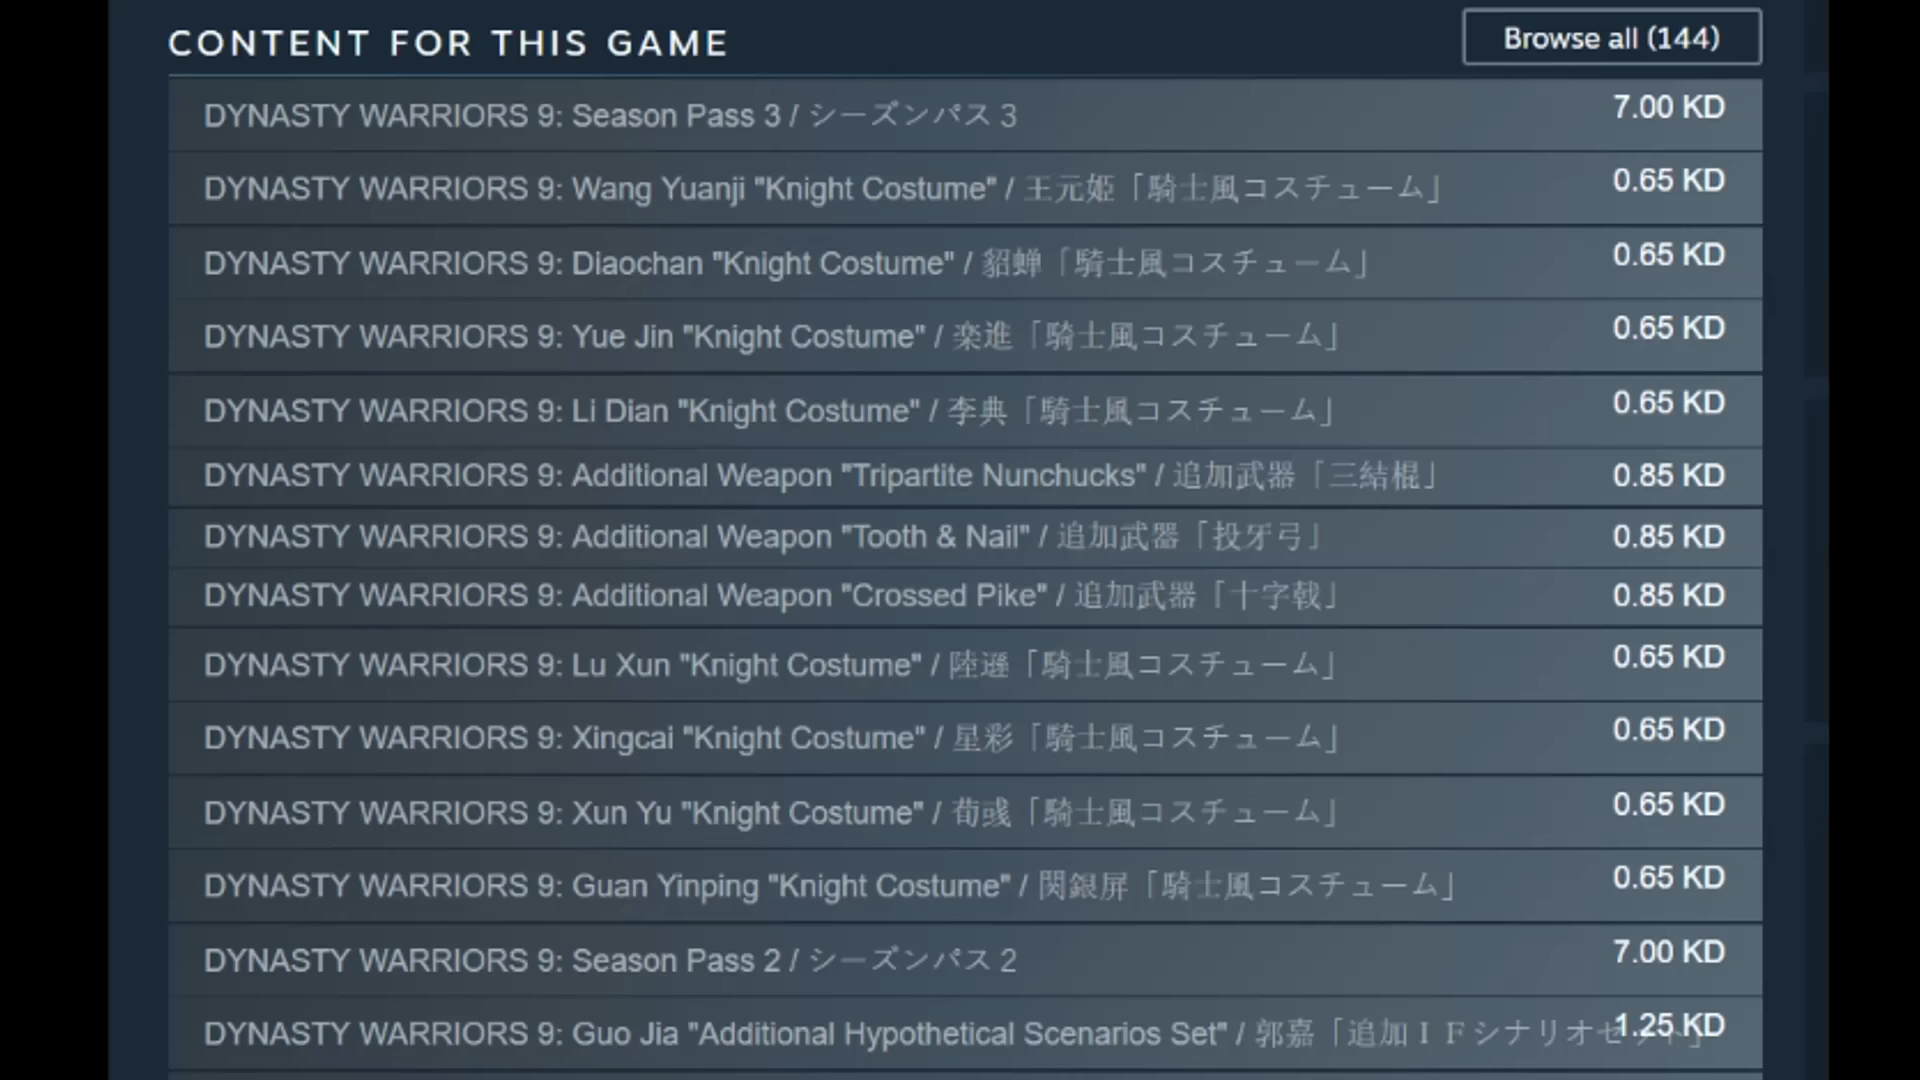 CONTENT FOR THIS GAME
Browse all (144)
DYNASTY WARRIORS 9: Season Pass 3 / シーズンパス 3 7.00 KD
DYNASTY WARRIORS 9: Wang Yuanji "Knight Costume" / 王元姫「騎士風コスチューム」 0.65 KD
DYNASTY WARRIORS 9: Diaochan "Knight Costume" / 貂蝉「騎士風コスチューム」 0.65 KD
DYNASTY WARRIORS 9: Yue Jin "Knight Costume" / 楽進「騎士風コスチューム」 0.65 KD
DYNASTY WARRIORS 9: Li Dian "Knight Costume" / 李典「騎士風コスチューム」 0.65 KD
DYNASTY WARRIORS 9: Additional Weapon "Tripartite Nunchucks" / 追加武器「三結棍」 0.85 KD
DYNASTY WARRIORS 9: Additional Weapon "Tooth & Nail" / 追加武器「投牙弓」 0.85 KD
DYNASTY WARRIORS 9: Additional Weapon "Crossed Pike" / 追加武器「十字戟」 0.85 KD
DYNASTY WARRIORS 9: Lu Xun "Knight Costume" / 陸遜「騎士風コスチューム」 0.65 KD
DYNASTY WARRIORS 9: Xingcai "Knight Costume" / 星彩「騎士風コスチューム」 0.65 KD
DYNASTY WARRIORS 9: Xun Yu "Knight Costume" / 荀彧「騎士風コスチューム」 0.65 KD
DYNASTY WARRIORS 9: Guan Yinping "Knight Costume" / 関銀屏「騎士風コスチューム」 0.65 KD
DYNASTY WARRIORS 9: Season Pass 2 / シーズンパス 2 7.00 KD
DYNASTY WARRIORS 9: Guo Jia "Additional Hypothetical Scenarios Set" / 郭嘉「追加ＩＦシナリオセット」 1.25 KD